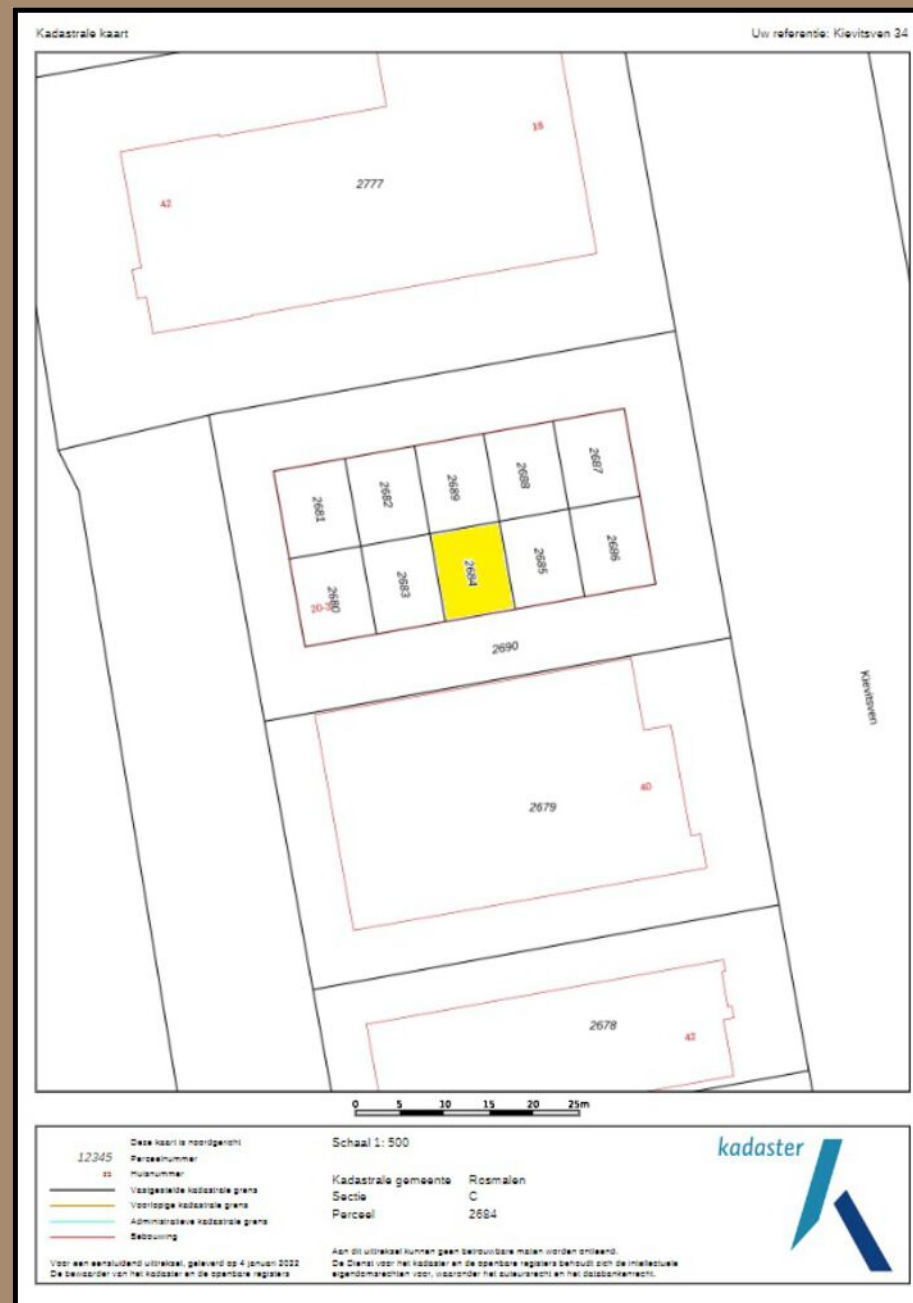 Kadastrale kaart
Uw referentie: Kievitsven 34
18
2777
42
2687
2688
2689
2682
2681
2686
2685
2684
2683
2680
2690
Kievitsven
40
2679
2678
42
0 5 10 15 20 25m
Deze kaart is noordgericht
12345 Perceelnummer
Huisnummer
Vastgestelde kadastrale grens
Voorlopige kadastrale grens
Administratieve kadastrale grens
Bebouwing
Voor een eensluidend uittreksel, geleverd op 4 januari 2022
De bewaarder van het kadaster en de openbare registers
Schaal 1: 500
Kadastrale gemeente Rosmalen
Sectie C
Perceel 2684
Aan dit uittreksel kunnen geen betrouwbare maten worden ontleend.
De Dienst voor het kadaster en de openbare registers behoudt zich de intellectuele
eigendomsrechten voor, waaronder het auteursrecht en het databankenrecht.
kadaster